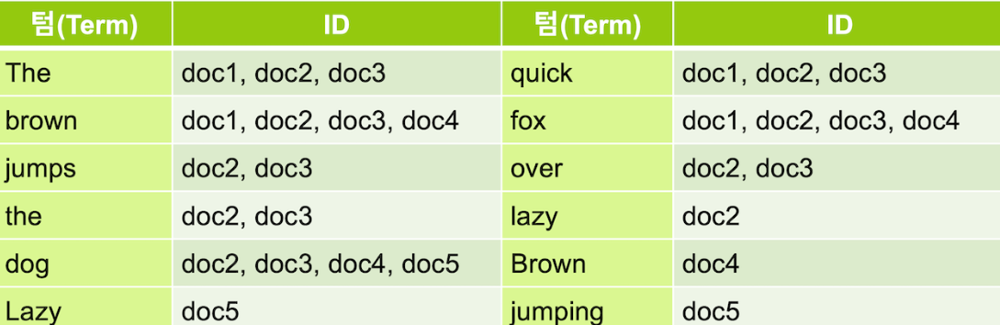 텀(Term) ID 텀(Term) ID
The doc1, doc2, doc3 quick doc1, doc2, doc3
brown doc1, doc2, doc3, doc4 fox doc1, doc2, doc3, doc4
jumps doc2, doc3 over doc2, doc3
the doc2, doc3 lazy doc2
dog doc2, doc3, doc4, doc5 Brown doc4
Lazy doc5 jumping doc5